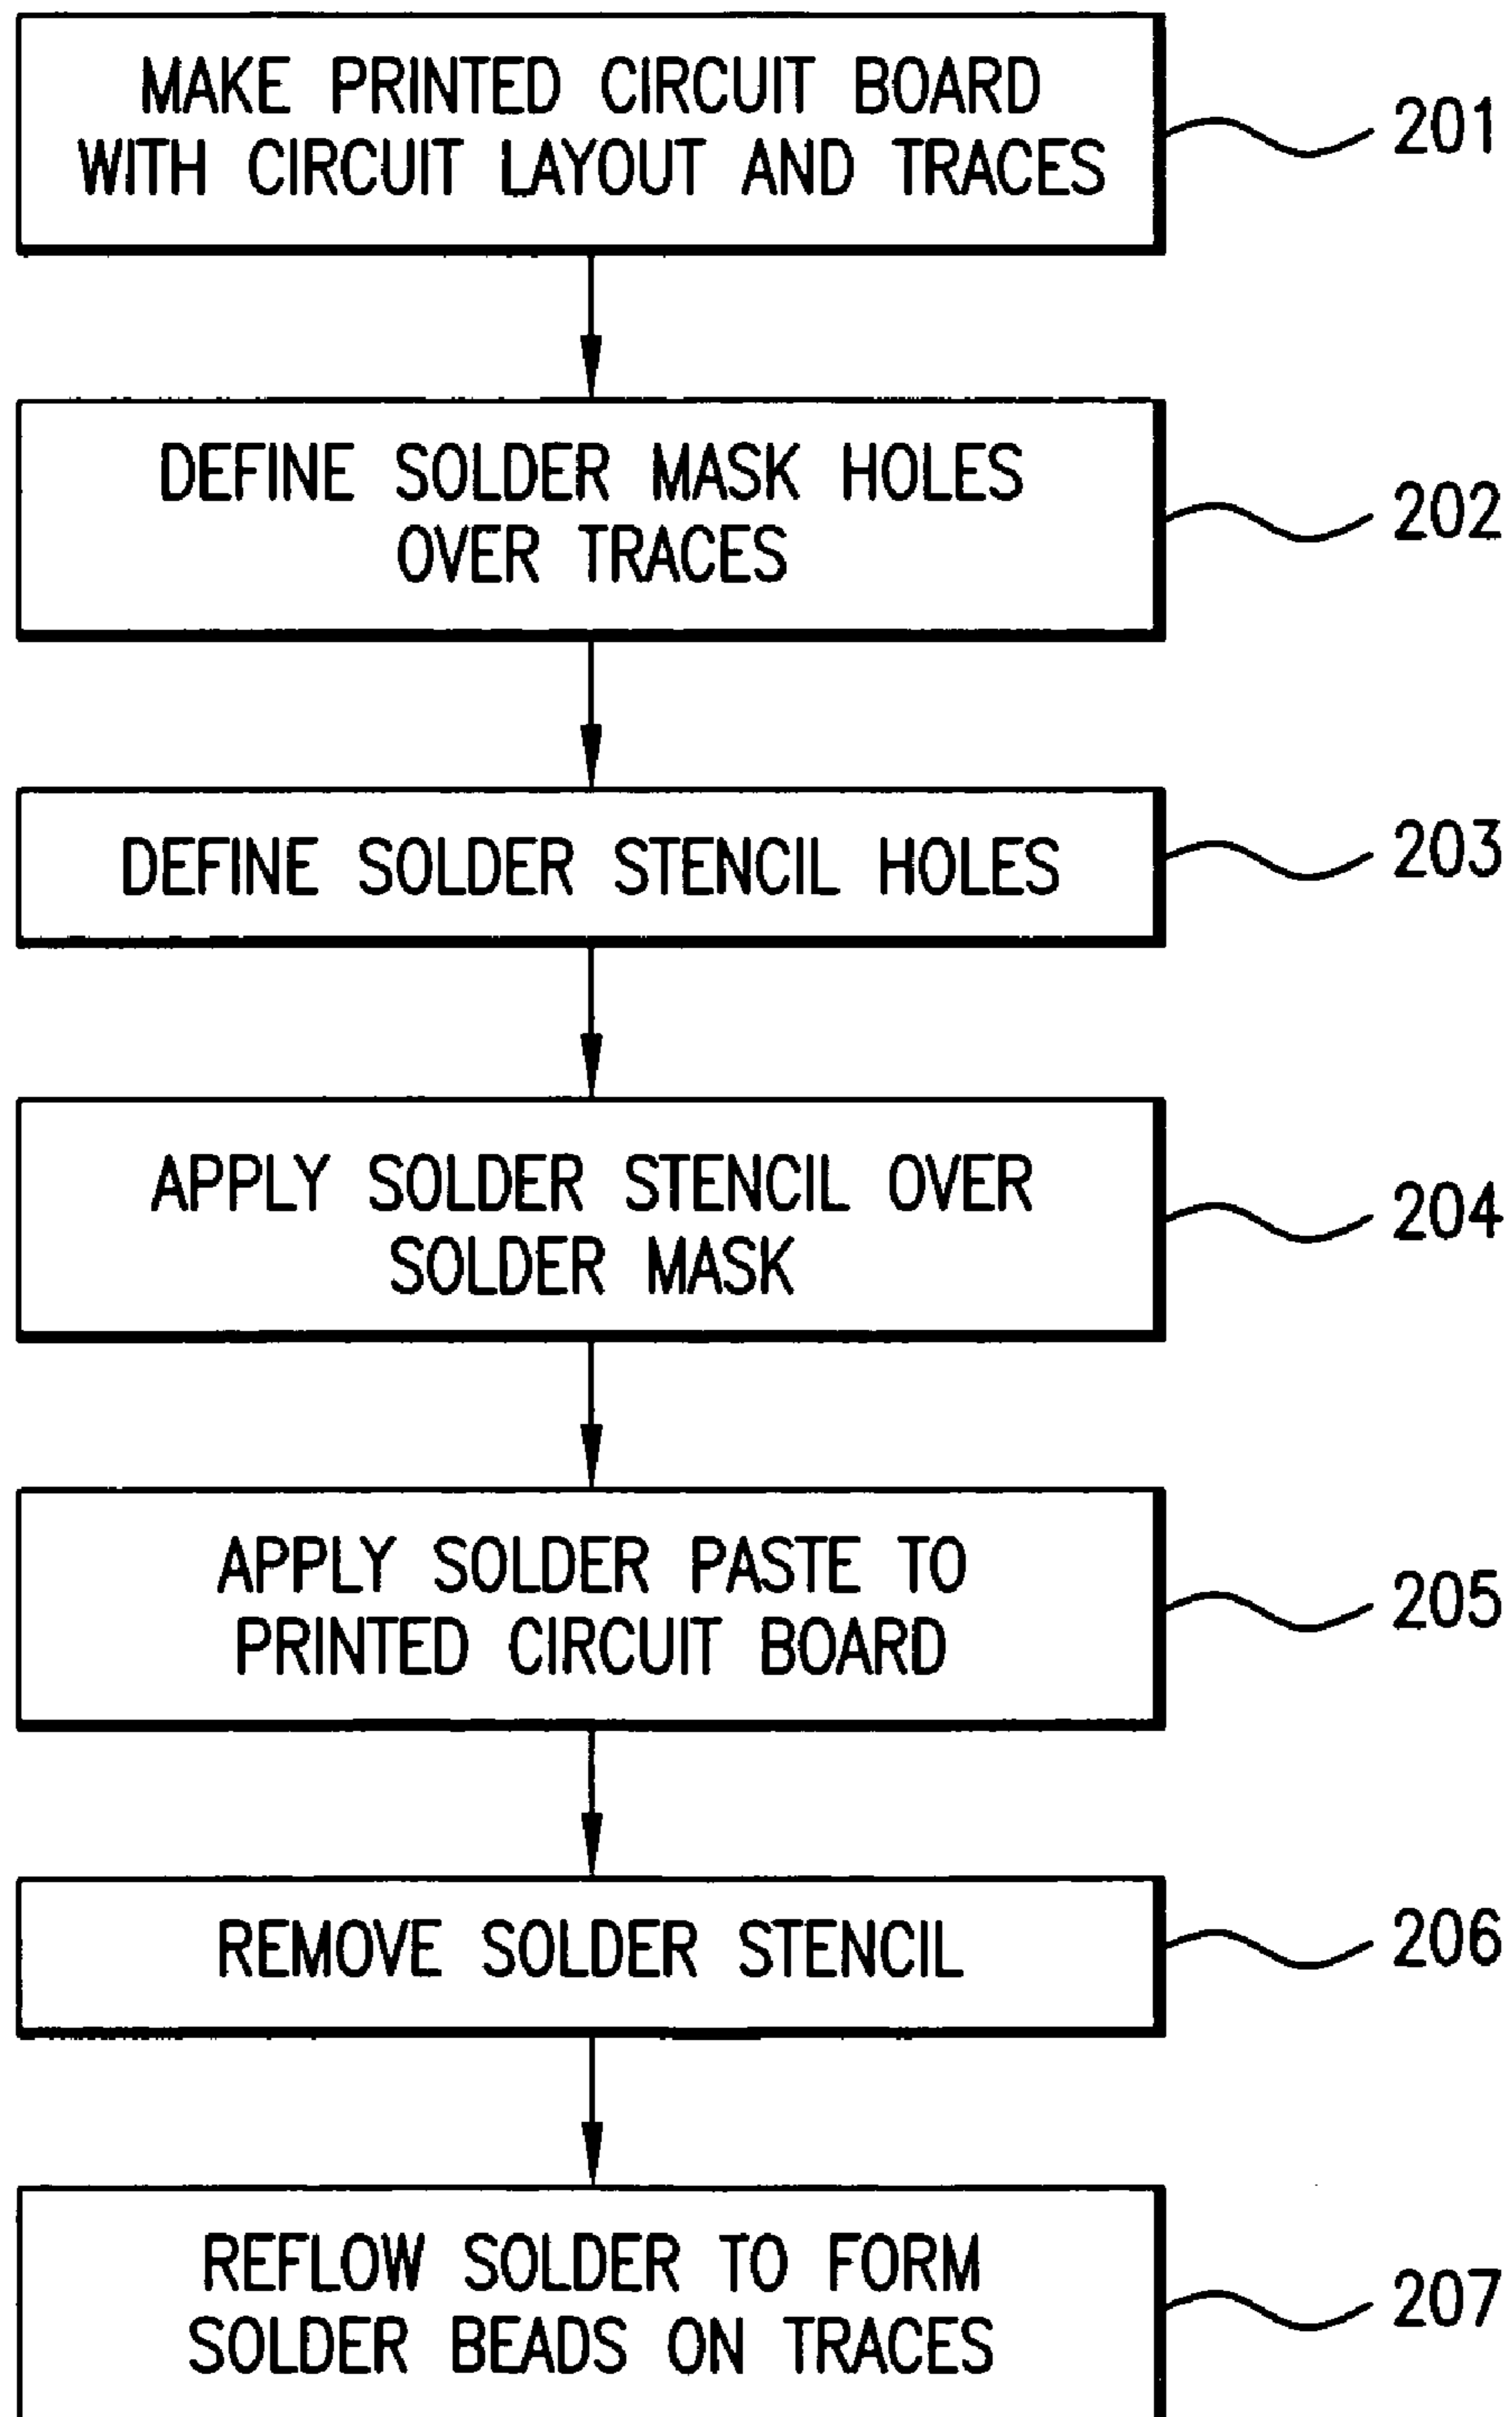 MAKE PRINTED CIRCUIT BOARD
WITH CIRCUIT LAYOUT AND TRACES
201
DEFINE SOLDER MASK HOLES
OVER TRACES
202
DEFINE SOLDER STENCIL HOLES
203
APPLY SOLDER STENCIL OVER
SOLDER MASK
204
APPLY SOLDER PASTE TO
PRINTED CIRCUIT BOARD
205
REMOVE SOLDER STENCIL
206
REFLOW SOLDER TO FORM
SOLDER BEADS ON TRACES
207